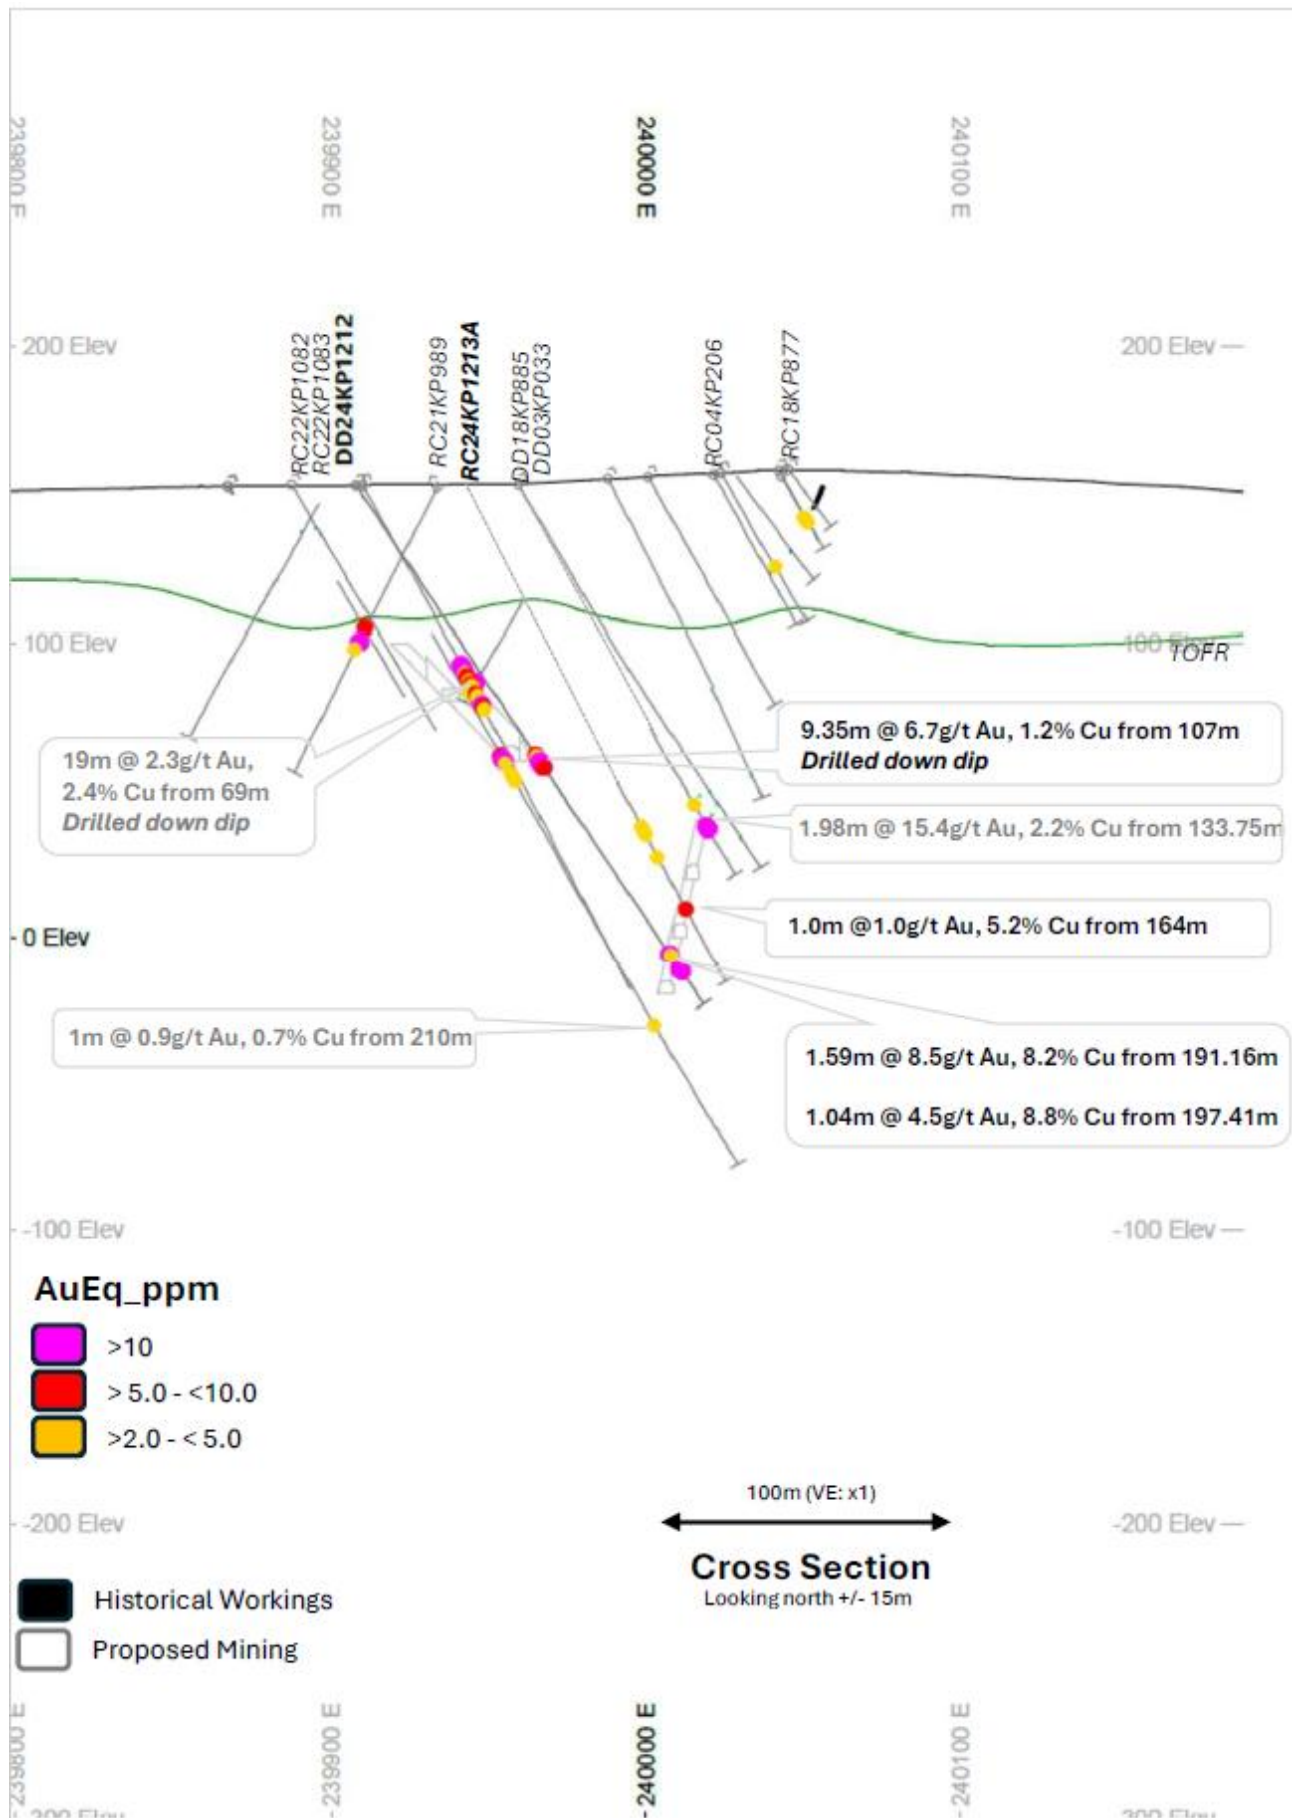 239800 E
239900 E
240000 E
240100 E
200 Elev
200 Elev
RC22KP1082
RC22KP1083
DD24KP1212
RC21KP989
RC24KP1213A
DD18KP885
DD03KP033
RC04KP206
RC18KP877
100 Elev
100 Elev
TOFR
19m @ 2.3g/t Au,
2.4% Cu from 69m
Drilled down dip
9.35m @ 6.7g/t Au, 1.2% Cu from 107m
Drilled down dip
1.98m @ 15.4g/t Au, 2.2% Cu from 133.75m
1.0m @1.0g/t Au, 5.2% Cu from 164m
0 Elev
1m @ 0.9g/t Au, 0.7% Cu from 210m
1.59m @ 8.5g/t Au, 8.2% Cu from 191.16m
1.04m @ 4.5g/t Au, 8.8% Cu from 197.41m
-100 Elev
-100 Elev
AuEq_ppm
>10
> 5.0 - <10.0
>2.0 - < 5.0
100m (VE: x1)
-200 Elev
-200 Elev
Cross Section
Looking north +/- 15m
Historical Workings
Proposed Mining
239800 E
239900 E
240000 E
240100 E